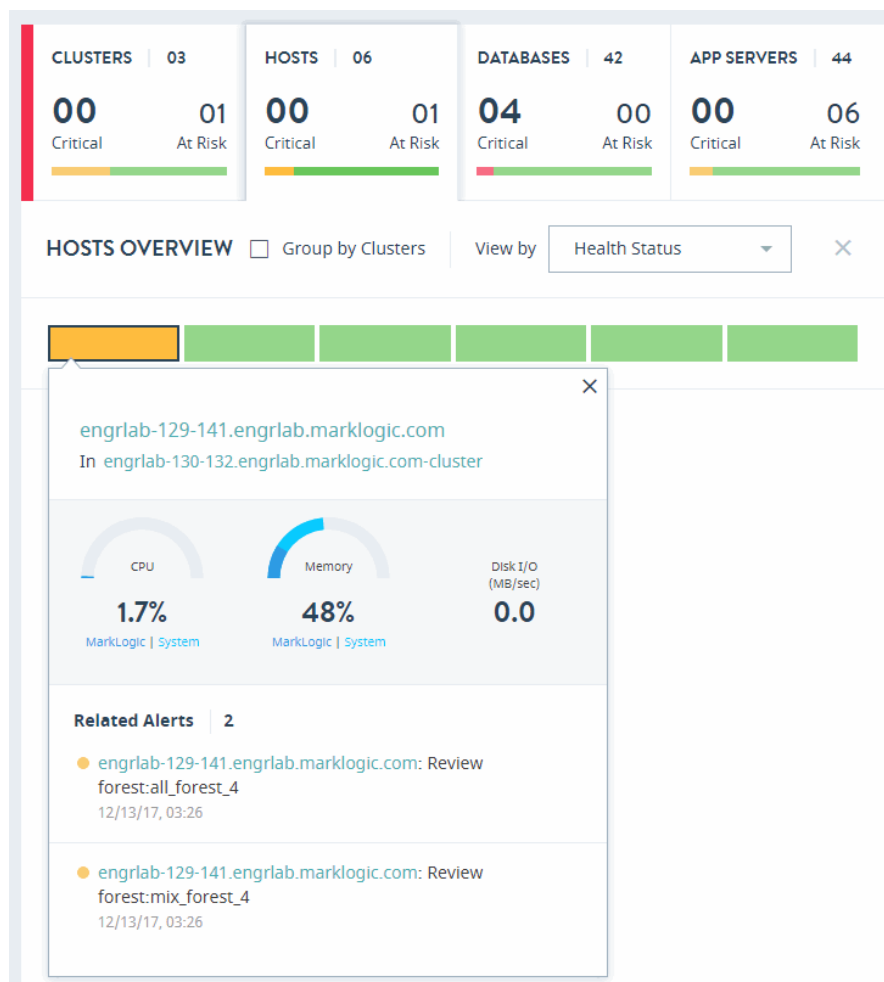 CLUSTERS 03
00 01
Critical At Risk
HOSTS 06
00 01
Critical At Risk
DATABASES 42
04 00
Critical At Risk
APP SERVERS 44
00 06
Critical At Risk
HOSTS OVERVIEW Group by Clusters View by Health Status
engrlab-129-141.engrlab.marklogic.com
In engrlab-130-132.engrlab.marklogic.com-cluster
CPU
1.7%
MarkLogic | System
Memory
48%
MarkLogic | System
Disk I/O
(MB/sec)
0.0
Related Alerts 2
engrlab-129-141.engrlab.marklogic.com: Review
forest:all_forest_4
12/13/17, 03:26
engrlab-129-141.engrlab.marklogic.com: Review
forest:mix_forest_4
12/13/17, 03:26